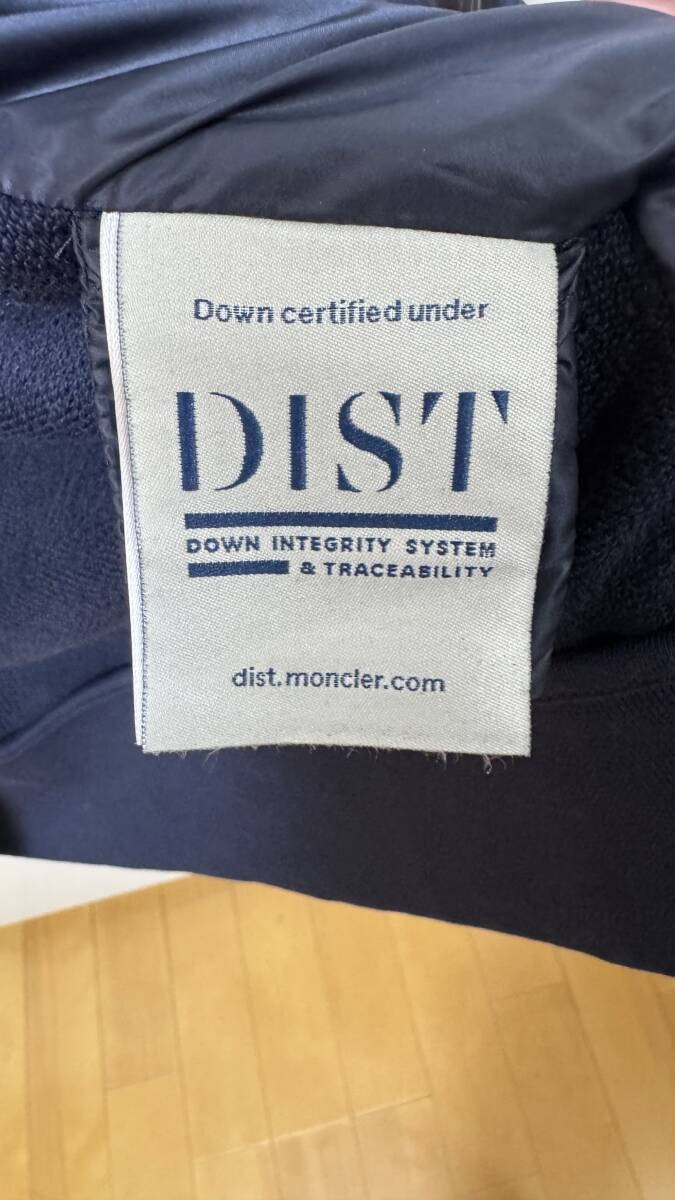 Down certified under
DIST
DOWN INTEGRITY SYSTEM
& TRACEABILITY
dist.moncler.com